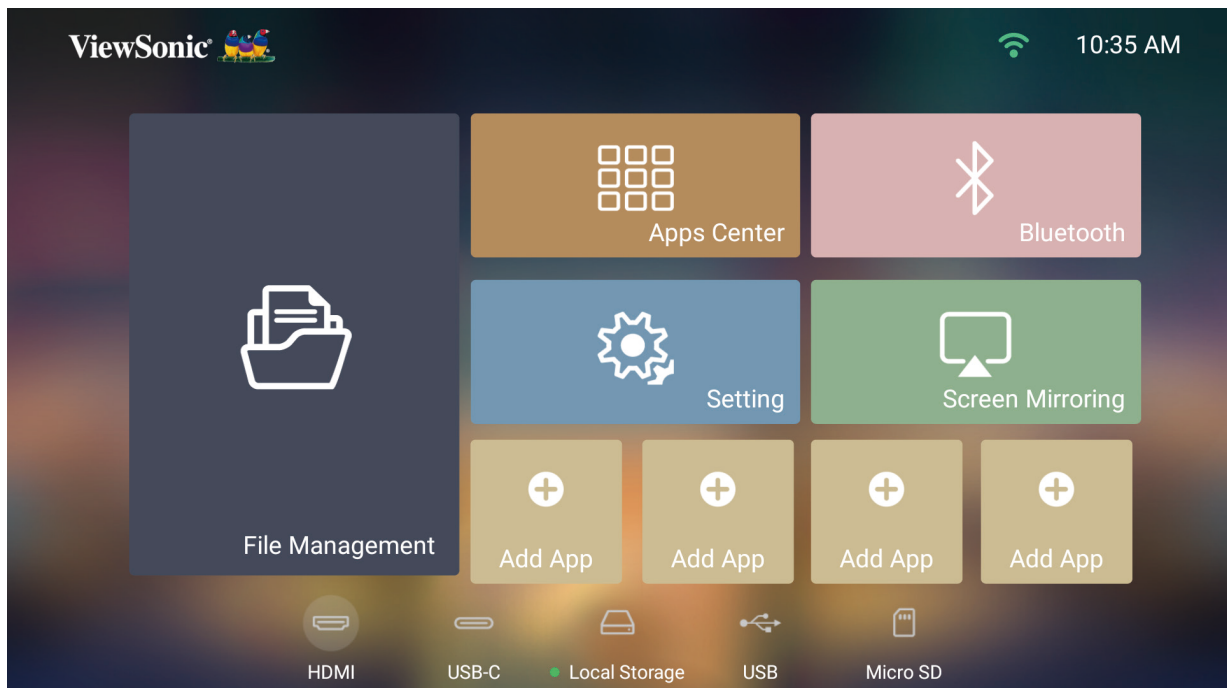 ViewSonic
10:35 AM
Apps Center
Bluetooth
Setting
Screen Mirroring
File Management
Add App
Add App
Add App
Add App
HDMI
USB-C
Local Storage
USB
Micro SD